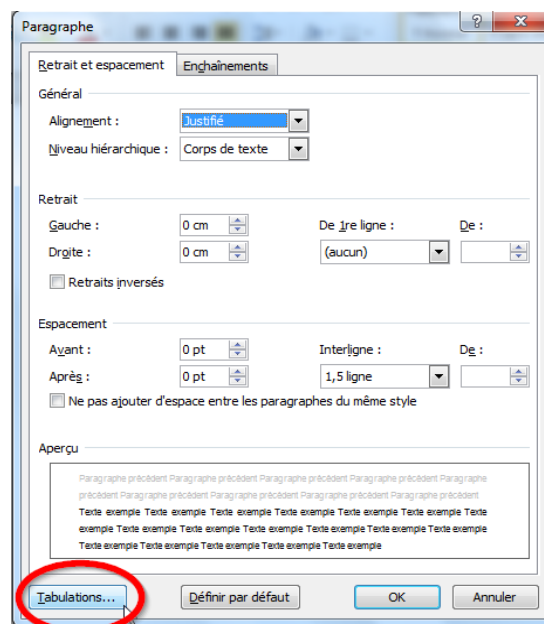 Paragraphe
Retrait et espacement Enchaînements
Général
Alignement : Justifié
Niveau hiérarchique : Corps de texte
Retrait
Gauche : 0 cm De 1re ligne : De :
Droite : 0 cm (aucun)
Retraits inversés
Espacement
Avant : 0 pt Interligne : De :
Après : 0 pt 1,5 ligne
Ne pas ajouter d'espace entre les paragraphes du même style
Aperçu
Paragraphe précédent Paragraphe précédent Paragraphe précédent Paragraphe précédent Paragraphe
précédent Paragraphe précédent Paragraphe précédent Paragraphe précédent Paragraphe précédent
Texte exemple Texte exemple Texte exemple Texte exemple Texte exemple Texte exemple Texte
exemple Texte exemple Texte exemple Texte exemple Texte exemple Texte exemple Texte exemple
Texte exemple Texte exemple Texte exemple Texte exemple Texte exemple
Tabulations... Définir par défaut OK Annuler